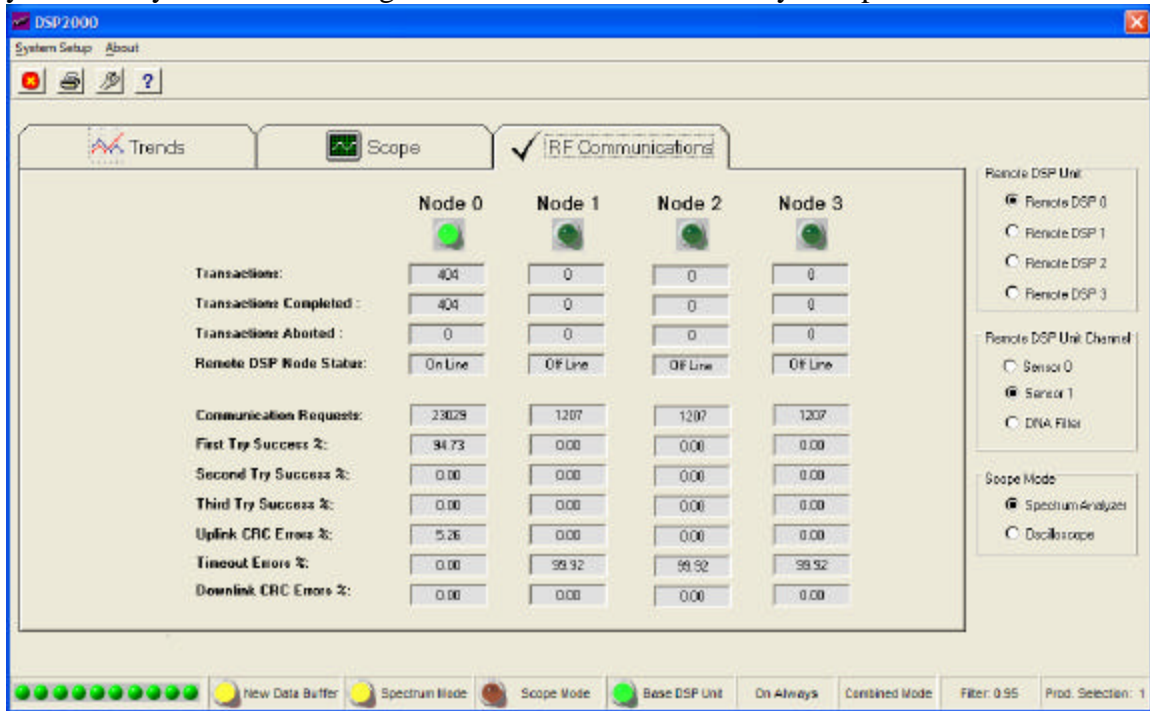 DSP2000
System Setup About
?
Trends Scope RF Communications
Node 0 Node 1 Node 2 Node 3
Transactions: 404 0 0 0
Transactions Completed : 404 0 0 0
Transactions Aborted : 0 0 0 0
Remote DSP Node Status: On Line Off Line Off Line Off Line
Communication Requests: 23029 1207 1207 1207
First Try Success %: 94.73 0.00 0.00 0.00
Second Try Success %: 0.00 0.00 0.00 0.00
Third Try Success %: 0.00 0.00 0.00 0.00
Uplink CRC Errors %: 5.26 0.00 0.00 0.00
Timeout Errors %: 0.00 99.92 99.92 99.92
Downlink CRC Errors %: 0.00 0.00 0.00 0.00
Remote DSP Unit
Remote DSP 0
Remote DSP 1
Remote DSP 2
Remote DSP 3
Remote DSP Unit Channel
Sensor 0
Sensor 1
DNA Filter
Scope Mode
Spectrum Analyzer
Oscilloscope
New Data Buffer Spectrum Mode Scope Mode Base DSP Unit On Always Combined Mode Filter: 0.95 Prod. Selection: 1